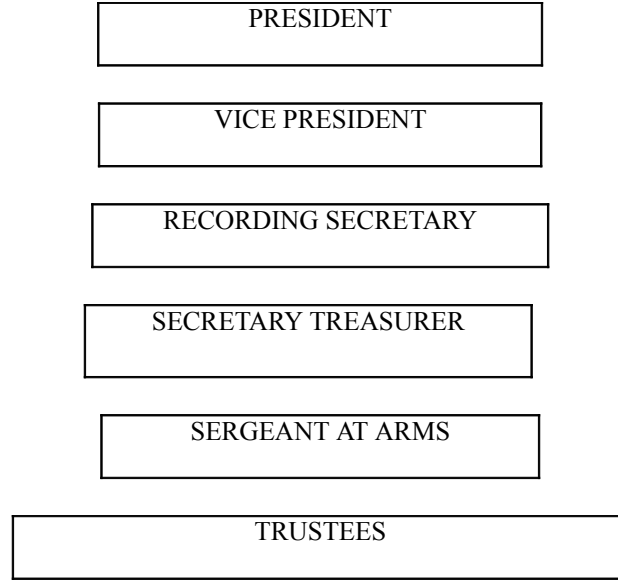 PRESIDENT
VICE PRESIDENT
RECORDING SECRETARY
SECRETARY TREASURER
SERGEANT AT ARMS
TRUSTEES